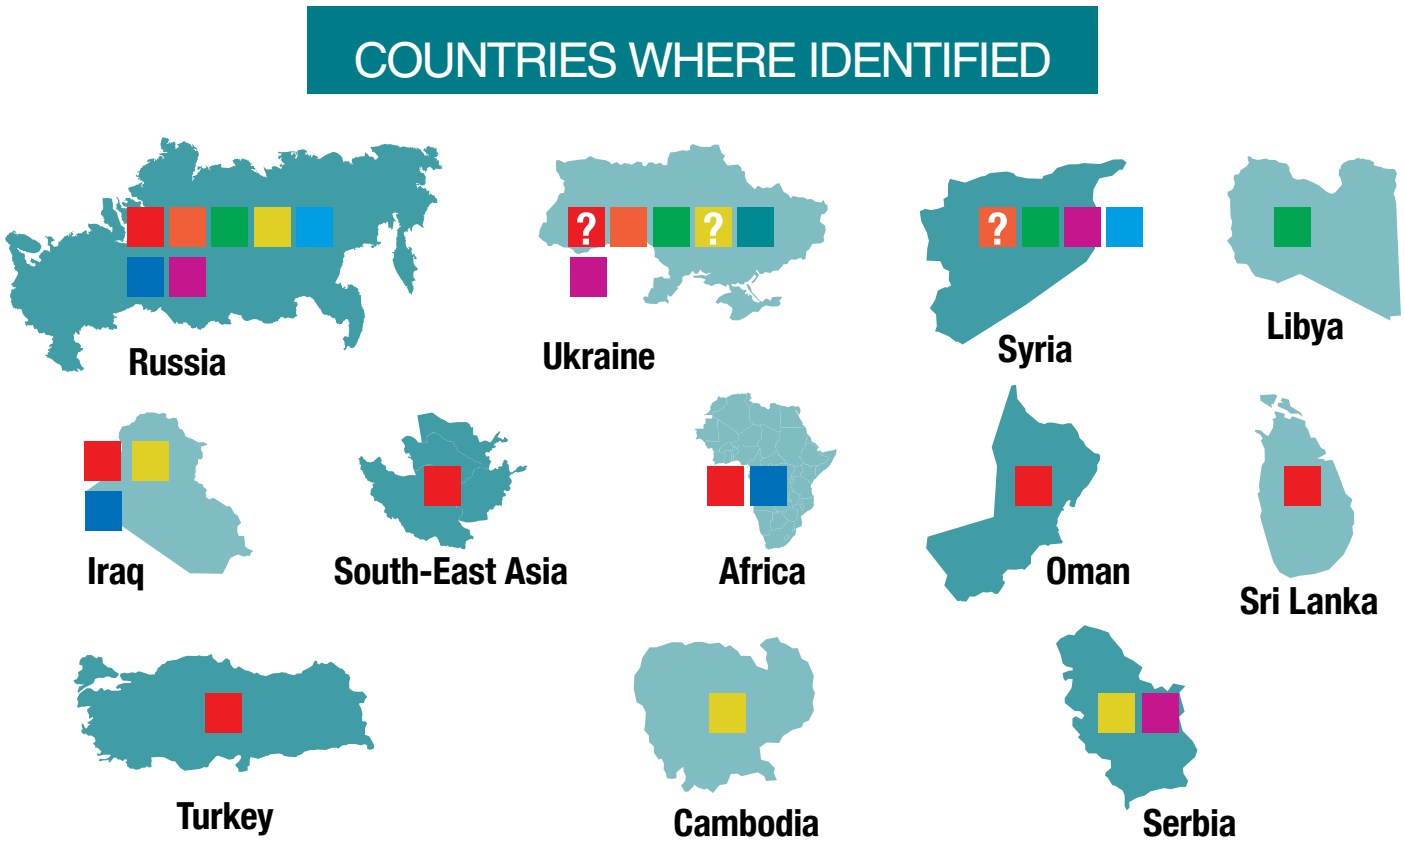 COUNTRIES WHERE IDENTIFIED
? ? ?
Russia
Ukraine
Syria
Libya
Iraq
South-East Asia
Africa
Oman
Sri Lanka
Turkey
Cambodia
Serbia